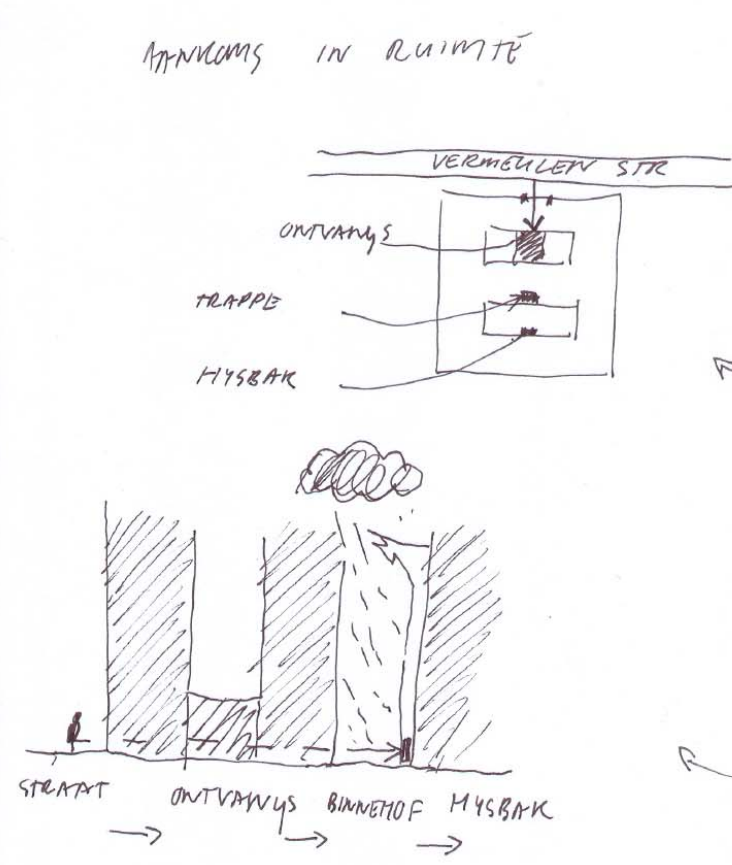 AANKOMS IN RUIMTE
VERMEULEN STR
ONTVANGS
TRAPPE
HYSBAK
STRAAT ONTVANGS BINNEHOF HYSBAK